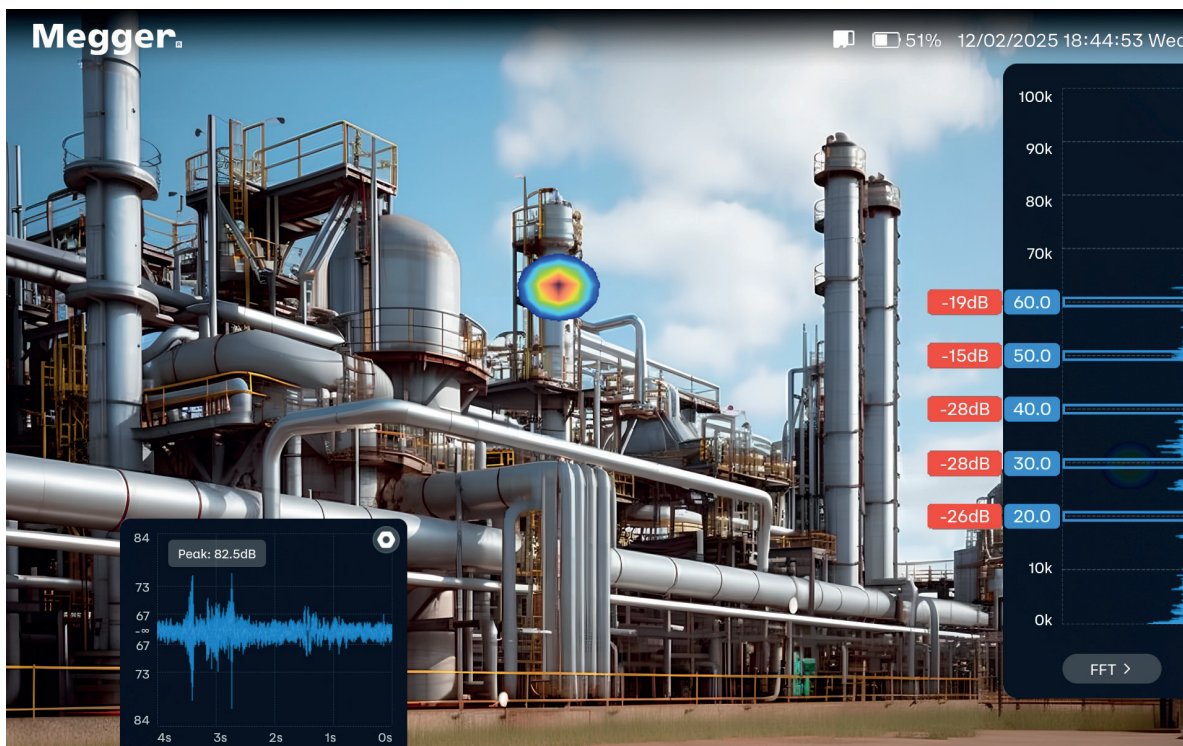 Megger®
51% 12/02/2025 18:44:53 Wed
100k
90k
80k
70k
-19dB 60.0
-15dB 50.0
-28dB 40.0
-28dB 30.0
-26dB 20.0
10k
0k
FFT >
84
Peak: 82.5dB
73
67
-∞
67
73
84
4s 3s 2s 1s 0s